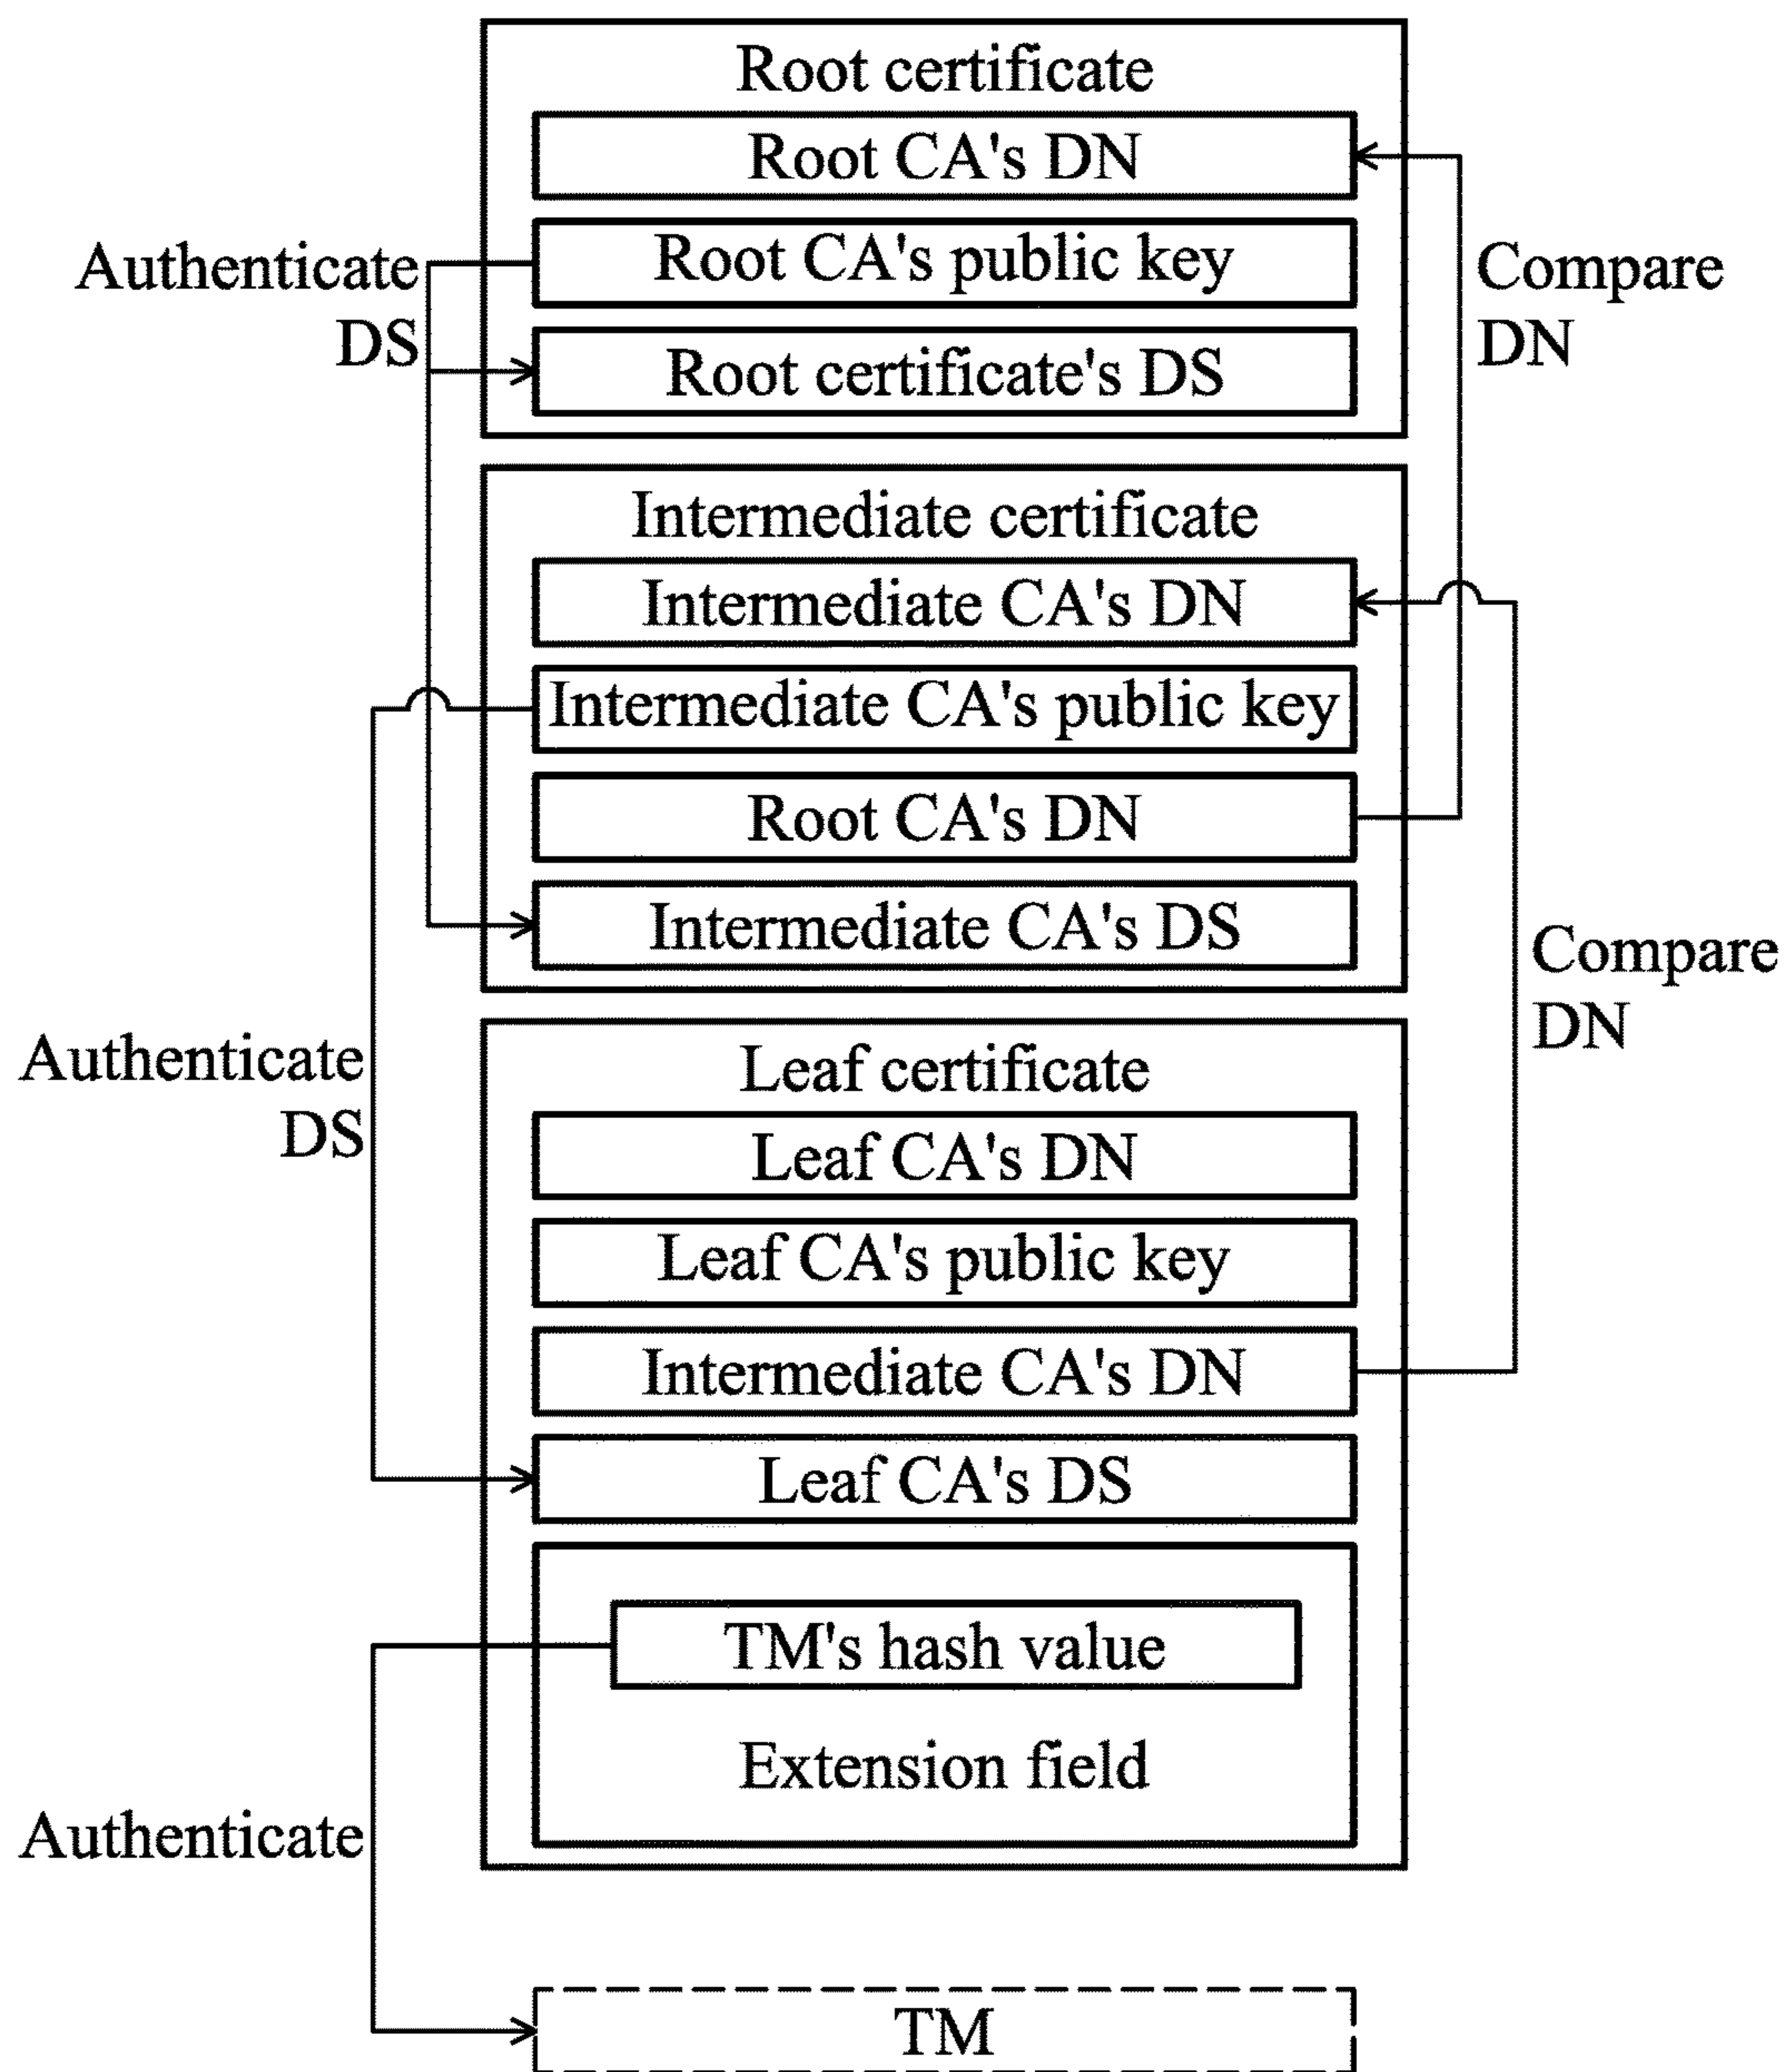 Root certificate
Root CA's DN
Root CA's public key
Root certificate's DS
Authenticate
DS
Compare
DN
Intermediate certificate
Intermediate CA's DN
Intermediate CA's public key
Root CA's DN
Intermediate CA's DS
Compare
DN
Authenticate
DS
Leaf certificate
Leaf CA's DN
Leaf CA's public key
Intermediate CA's DN
Leaf CA's DS
TM's hash value
Extension field
Authenticate
TM